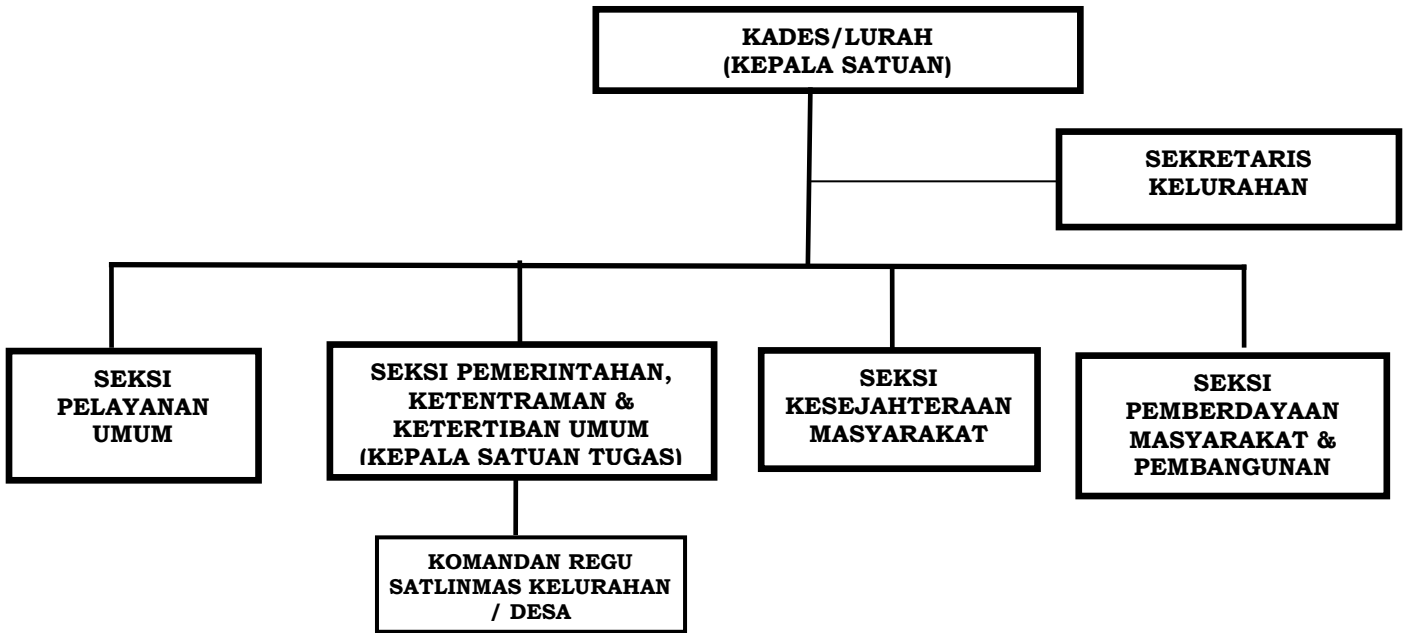 KADES/LURAH
(KEPALA SATUAN)
SEKRETARIS
KELURAHAN
SEKSI
PELAYANAN
UMUM
SEKSI PEMERINTAHAN,
KETENTRAMAN &
KETERTIBAN UMUM
(KEPALA SATUAN TUGAS)
SEKSI
KESEJAHTERAAN
MASYARAKAT
SEKSI
PEMBERDAYAAN
MASYARAKAT &
PEMBANGUNAN
KOMANDAN REGU
SATLINMAS KELURAHAN
/ DESA